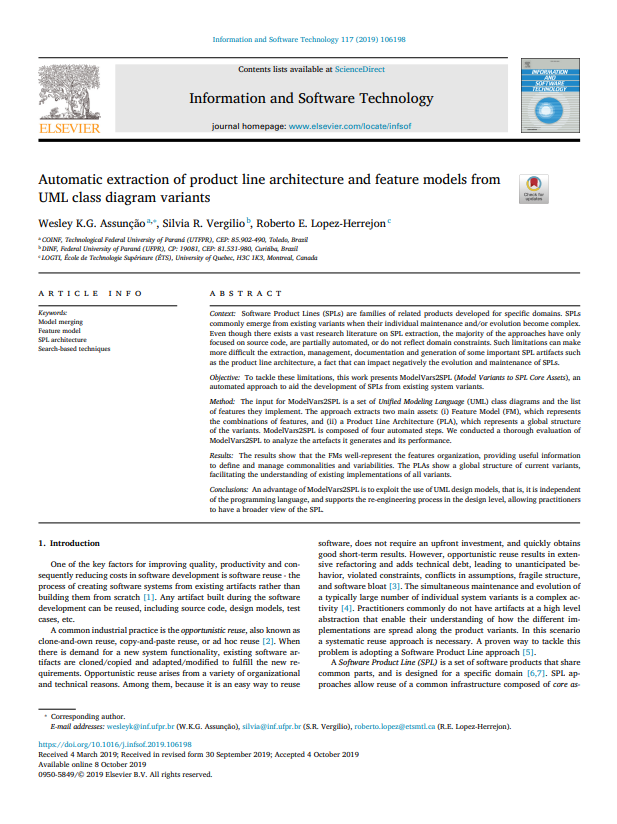 Information and Software Technology 117 (2019) 106198
Contents lists available at ScienceDirect
Information and Software Technology
journal homepage: www.elsevier.com/locate/infsof
ELSEVIER
INFORMATION
AND
SOFTWARE
TECHNOLOGY
Automatic extraction of product line architecture and feature models from
UML class diagram variants
Check for
updates
Wesley K.G. Assunção a,*, Silvia R. Vergilio b, Roberto E. Lopez-Herrejon c
a COINF, Technological Federal University of Paraná (UTFPR), CEP: 85.902-490, Toledo, Brazil
b DINF, Federal University of Paraná (UFPR), CP: 19081, CEP: 81.531-980, Curitiba, Brazil
c LOGTI, École de Technologie Supérieure (ÉTS), University of Quebec, H3C 1K3, Montreal, Canada
ARTICLE INFO
Keywords:
Model merging
Feature model
SPL architecture
Search-based techniques
ABSTRACT
Context: Software Product Lines (SPLs) are families of related products developed for specific domains. SPLs
commonly emerge from existing variants when their individual maintenance and/or evolution become complex.
Even though there exists a vast research literature on SPL extraction, the majority of the approaches have only
focused on source code, are partially automated, or do not reflect domain constraints. Such limitations can make
more difficult the extraction, management, documentation and generation of some important SPL artifacts such
as the product line architecture, a fact that can impact negatively the evolution and maintenance of SPLs.
Objective: To tackle these limitations, this work presents ModelVars2SPL (Model Variants to SPL Core Assets), an
automated approach to aid the development of SPLs from existing system variants.
Method: The input for ModelVars2SPL is a set of Unified Modeling Language (UML) class diagrams and the list
of features they implement. The approach extracts two main assets: (i) Feature Model (FM), which represents
the combinations of features, and (ii) a Product Line Architecture (PLA), which represents a global structure
of the variants. ModelVars2SPL is composed of four automated steps. We conducted a thorough evaluation of
ModelVars2SPL to analyze the artefacts it generates and its performance.
Results: The results show that the FMs well-represent the features organization, providing useful information
to define and manage commonalities and variabilities. The PLAs show a global structure of current variants,
facilitating the understanding of existing implementations of all variants.
Conclusions: An advantage of ModelVars2SPL is to exploit the use of UML design models, that is, it is independent
of the programming language, and supports the re-engineering process in the design level, allowing practitioners
to have a broader view of the SPL.
1. Introduction
One of the key factors for improving quality, productivity and con-
sequently reducing costs in software development is software reuse - the
process of creating software systems from existing artifacts rather than
building them from scratch [1]. Any artifact built during the software
development can be reused, including source code, design models, test
cases, etc.
A common industrial practice is the opportunistic reuse, also known as
clone-and-own reuse, copy-and-paste reuse, or ad hoc reuse [2]. When
there is demand for a new system functionality, existing software ar-
tifacts are cloned/copied and adapted/modified to fulfill the new re-
quirements. Opportunistic reuse arises from a variety of organizational
and technical reasons. Among them, because it is an easy way to reuse
software, does not require an upfront investment, and quickly obtains
good short-term results. However, opportunistic reuse results in exten-
sive refactoring and adds technical debt, leading to unanticipated be-
havior, violated constraints, conflicts in assumptions, fragile structure,
and software bloat [3]. The simultaneous maintenance and evolution of
a typically large number of individual system variants is a complex ac-
tivity [4]. Practitioners commonly do not have artifacts at a high level
abstraction that enable their understanding of how the different im-
plementations are spread along the product variants. In this scenario
a systematic reuse approach is necessary. A proven way to tackle this
problem is adopting a Software Product Line approach [5].
A Software Product Line (SPL) is a set of software products that share
common parts, and is designed for a specific domain [6,7]. SPL ap-
proaches allow reuse of a common infrastructure composed of core as-
* Corresponding author.
E-mail addresses: wesleyk@inf.ufpr.br (W.K.G. Assunção), silvia@inf.ufpr.br (S.R. Vergilio), roberto.lopez@etsmtl.ca (R.E. Lopez-Herrejon).
https://doi.org/10.1016/j.infsof.2019.106198
Received 4 March 2019; Received in revised form 30 September 2019; Accepted 4 October 2019
Available online 8 October 2019
0950-5849/© 2019 Elsevier B.V. All rights reserved.